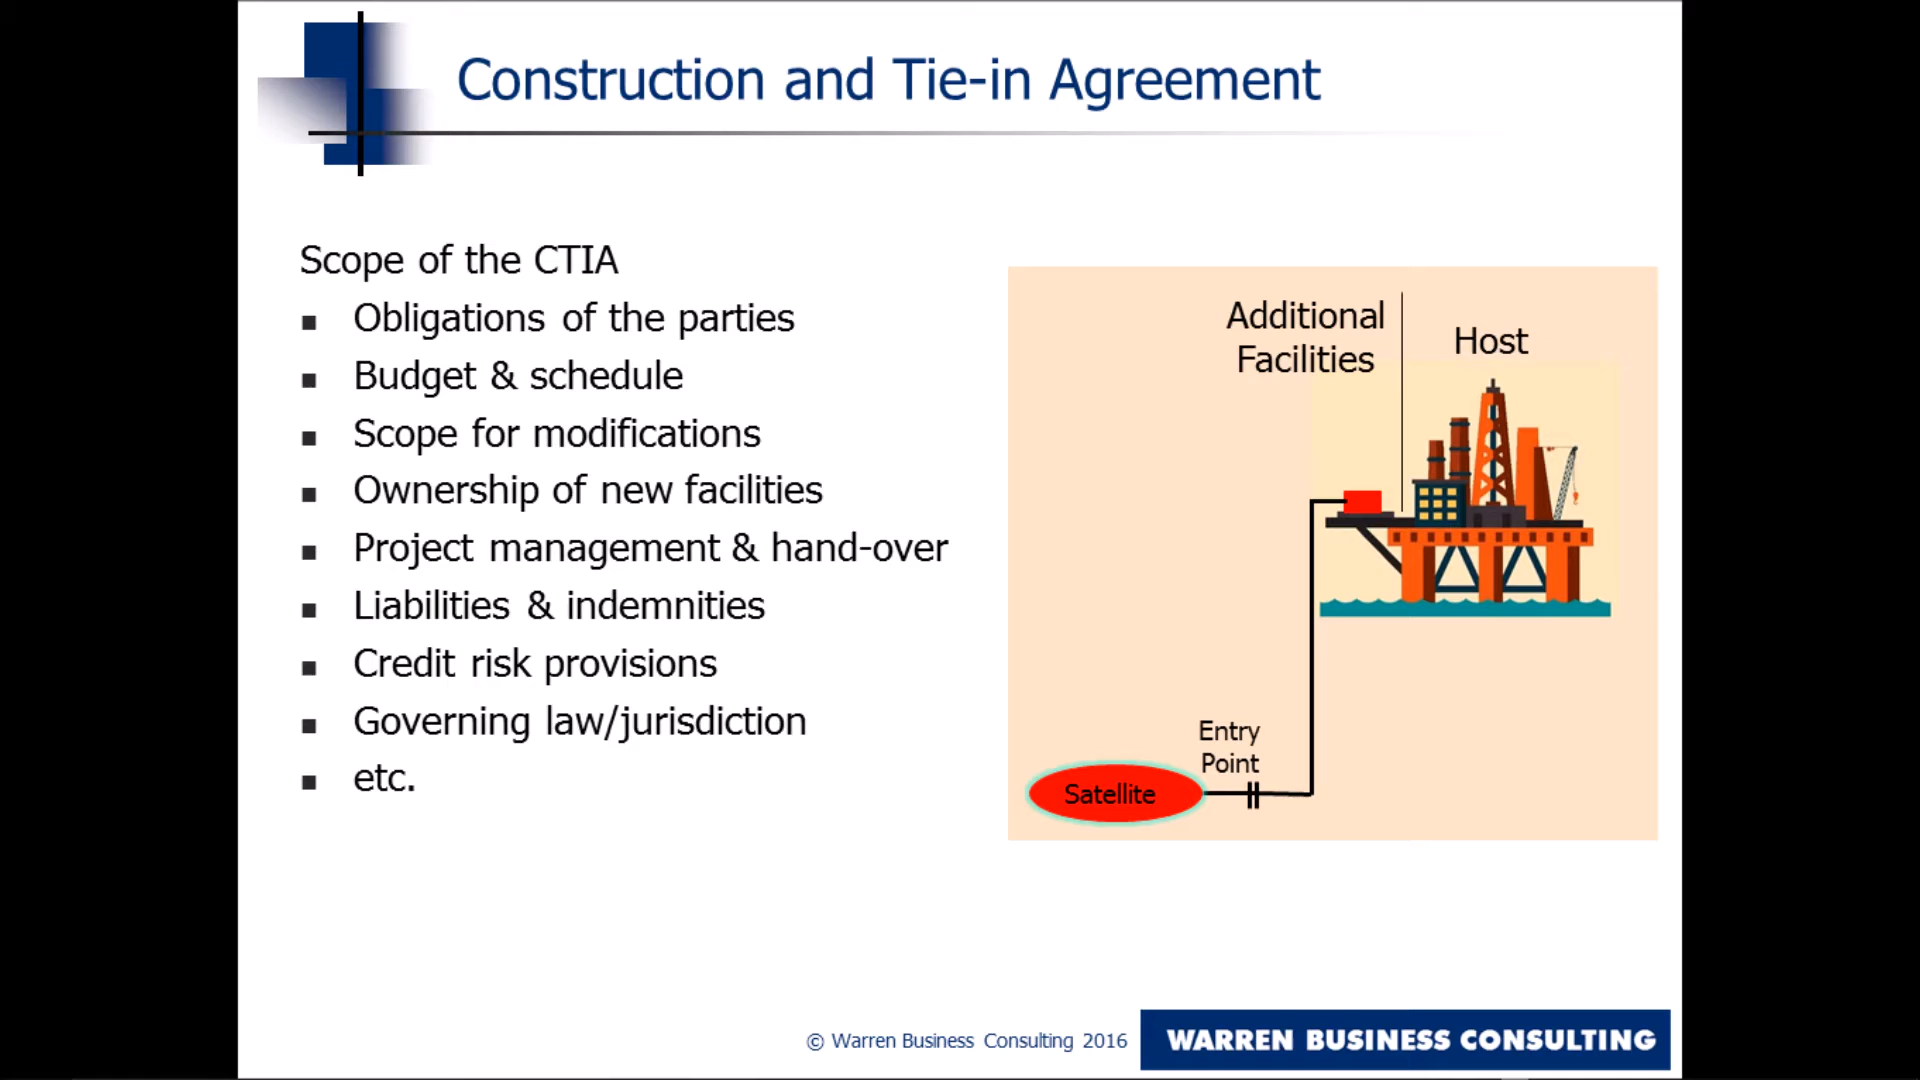 Construction and Tie-in Agreement
Scope of the CTIA
Obligations of the parties
Budget & schedule
Scope for modifications
Ownership of new facilities
Project management & hand-over
Liabilities & indemnities
Credit risk provisions
Governing law/jurisdiction
etc.
Additional
Facilities
Host
Entry
Point
Satellite
© Warren Business Consulting 2016
WARREN BUSINESS CONSULTING